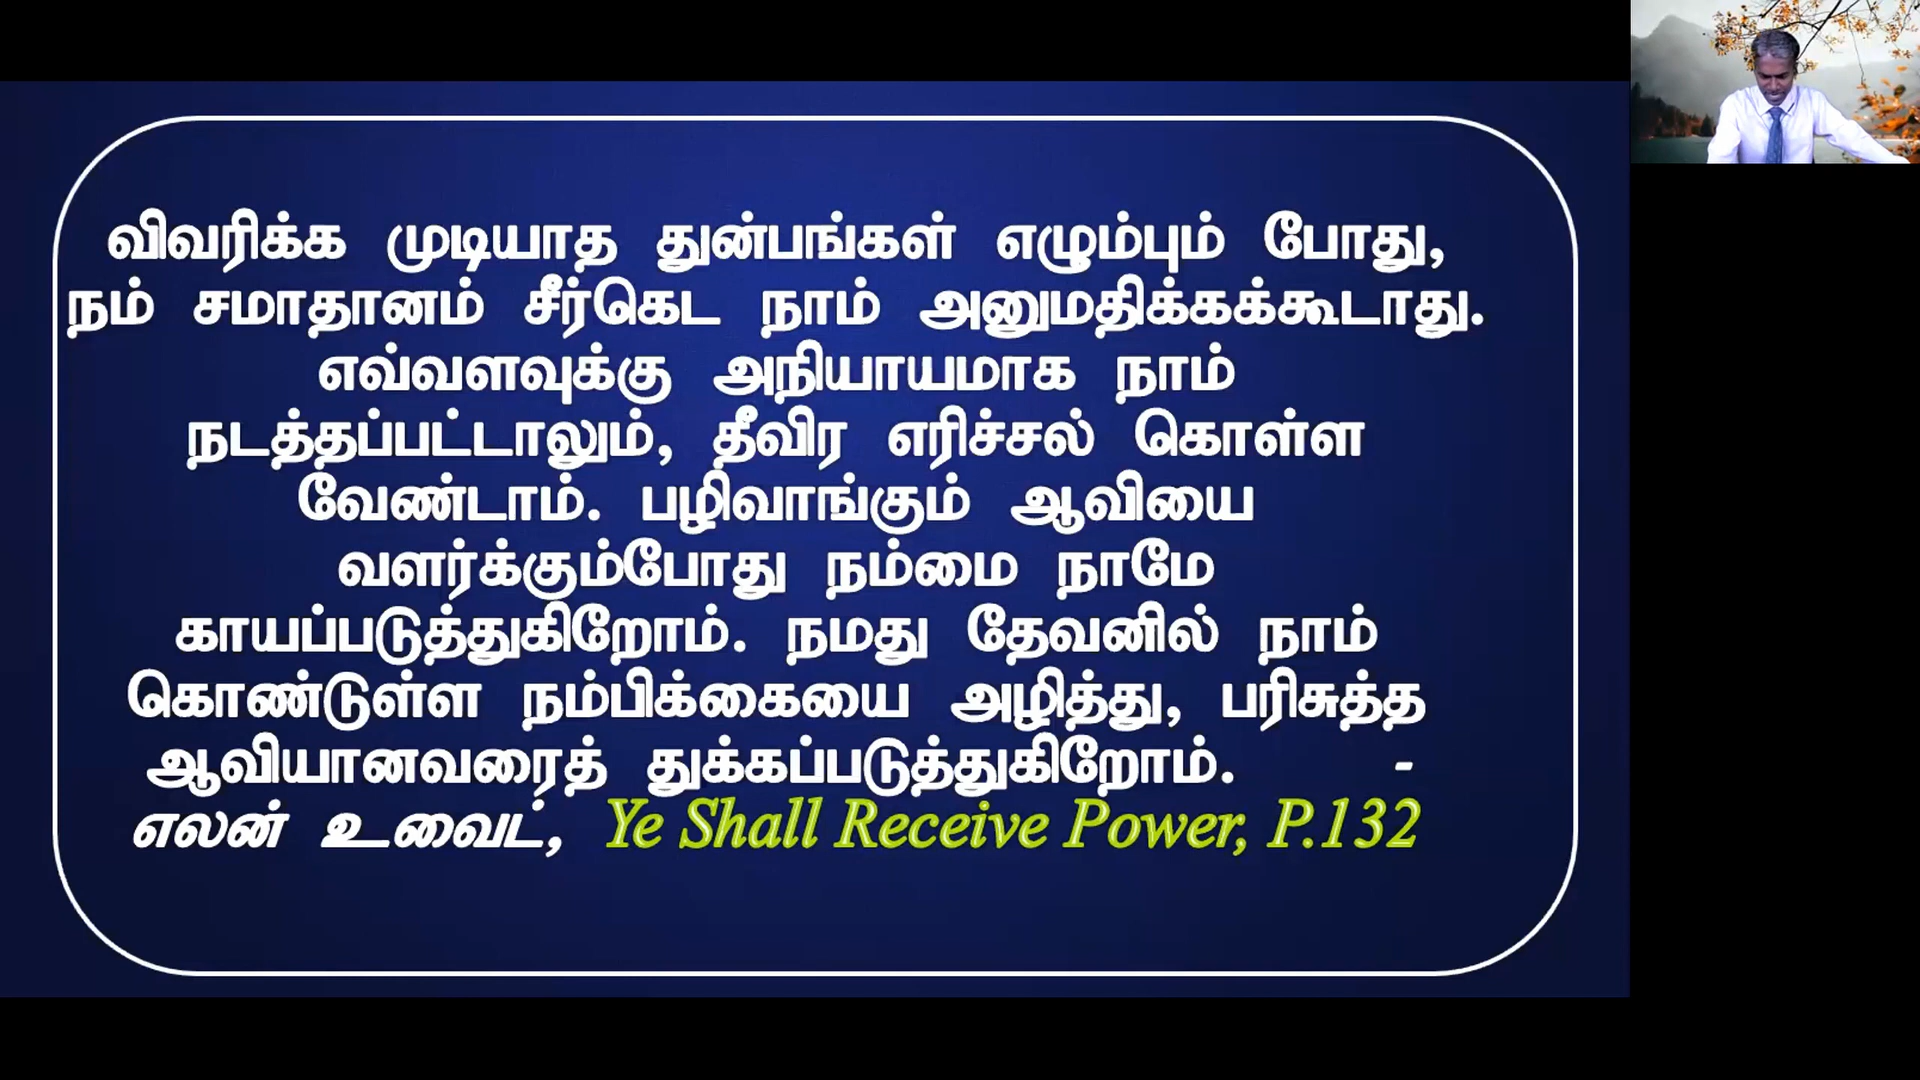 விவரிக்க முடியாத துன்பங்கள் எழும்பும் போது,
நம் சமாதானம் சீர்கெட நாம் அனுமதிக்கக்கூடாது.
எவ்வளவுக்கு அநியாயமாக நாம்
நடத்தப்பட்டாலும், தீவிர எரிச்சல் கொள்ள
வேண்டாம். பழிவாங்கும் ஆவியை
வளர்க்கும்போது நம்மை நாமே
காயப்படுத்துகிறோம். நமது தேவனில் நாம்
கொண்டுள்ள நம்பிக்கையை அழித்து, பரிசுத்த
ஆவியானவரைத் துக்கப்படுத்துகிறோம். -
எலன் உவைட், Ye Shall Receive Power, P.132